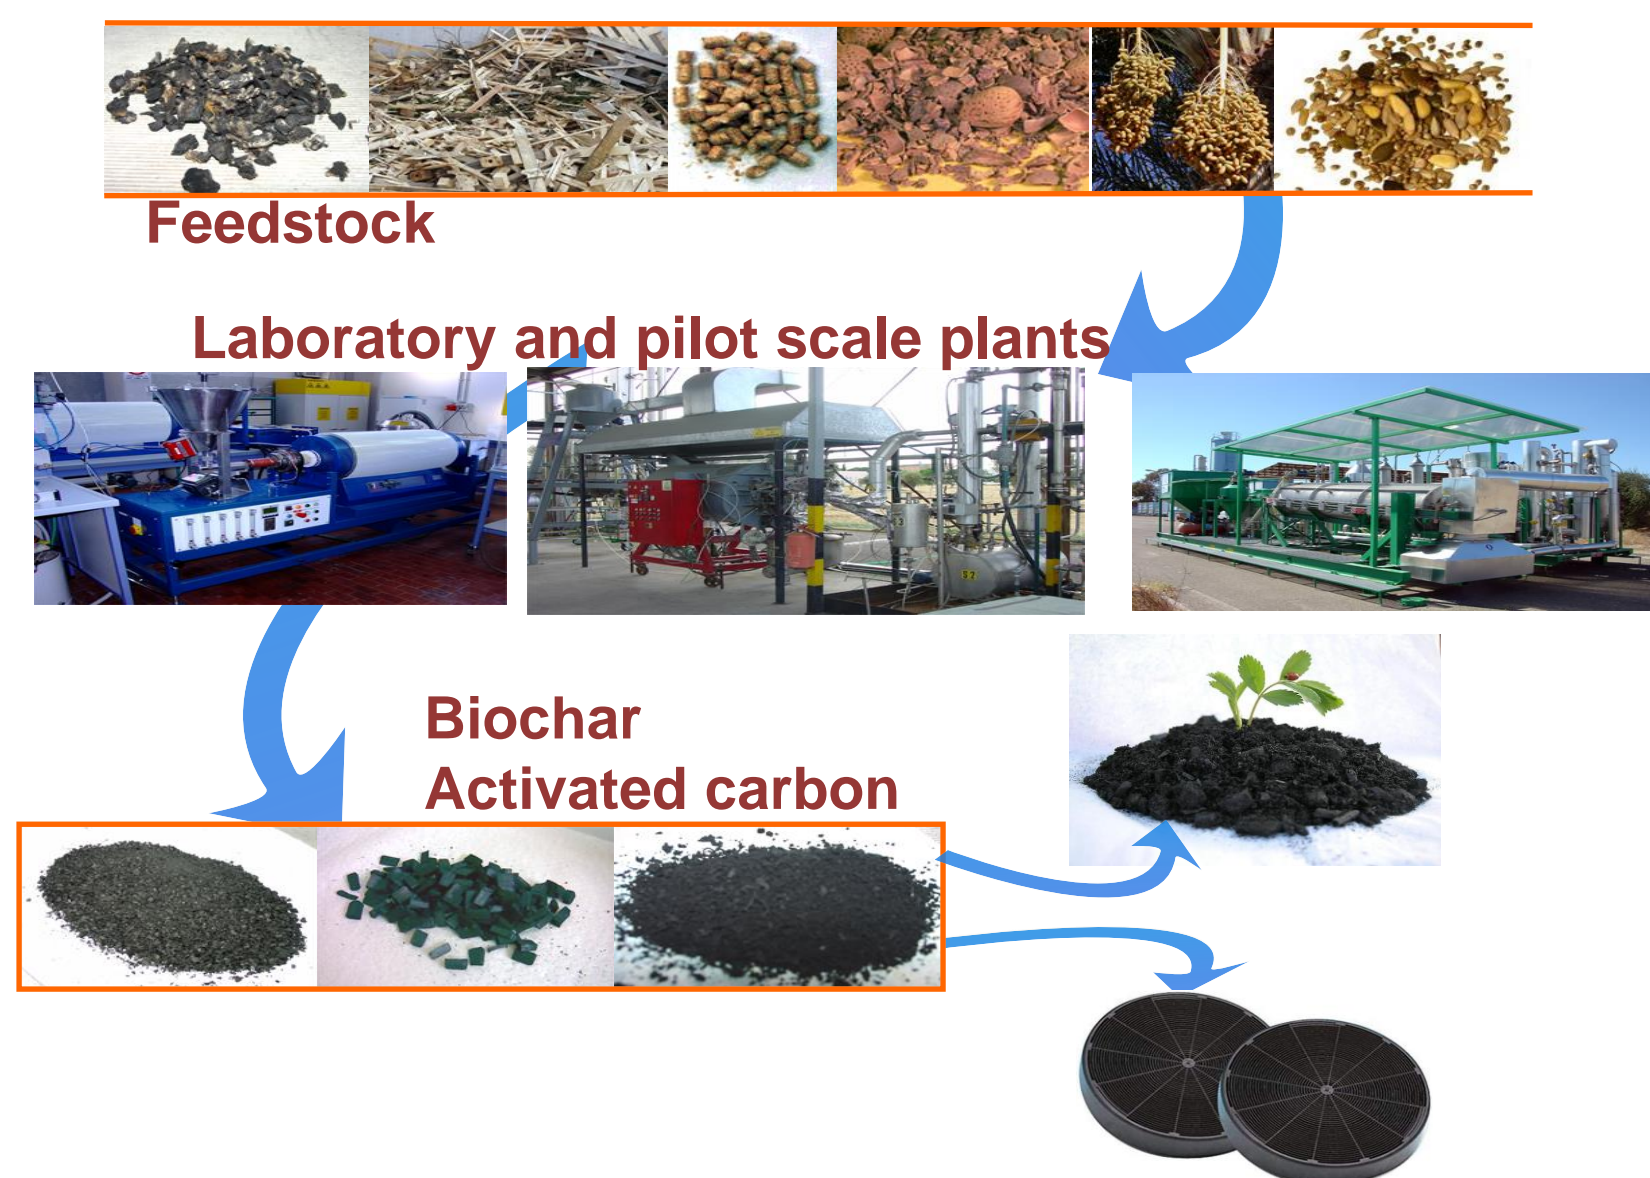 Feedstock
Laboratory and pilot scale plants
Biochar
Activated carbon